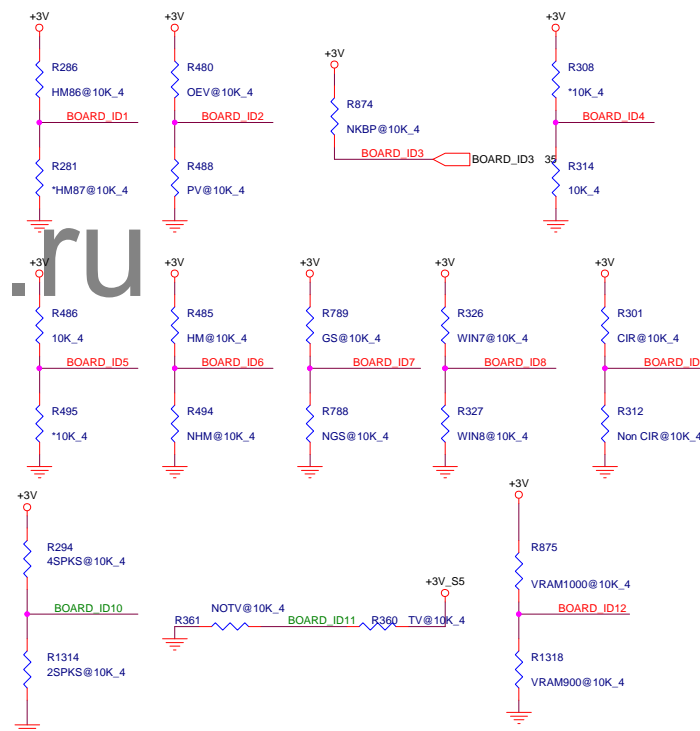 +3V
R286
HM86@10K_4
BOARD_ID1
R281
*HM87@10K_4
+3V
R480
OEV@10K_4
BOARD_ID2
R488
PV@10K_4
+3V
R874
NKBP@10K_4
BOARD_ID3
BOARD_ID3 35
+3V
R308
*10K_4
BOARD_ID4
R314
10K_4
.ru
+3V
R486
10K_4
BOARD_ID5
R495
*10K_4
+3V
R485
HM@10K_4
BOARD_ID6
R494
NHM@10K_4
+3V
R789
GS@10K_4
BOARD_ID7
R788
NGS@10K_4
+3V
R326
WIN7@10K_4
BOARD_ID8
R327
WIN8@10K_4
+3V
R301
CIR@10K_4
BOARD_ID
R312
Non CIR@10K_4
+3V
R294
4SPKS@10K_4
BOARD_ID10
R1314
2SPKS@10K_4
R361
NOTV@10K_4
BOARD_ID11
R360
TV@10K_4
+3V_S5
+3V
R875
VRAM1000@10K_4
BOARD_ID12
R1318
VRAM900@10K_4